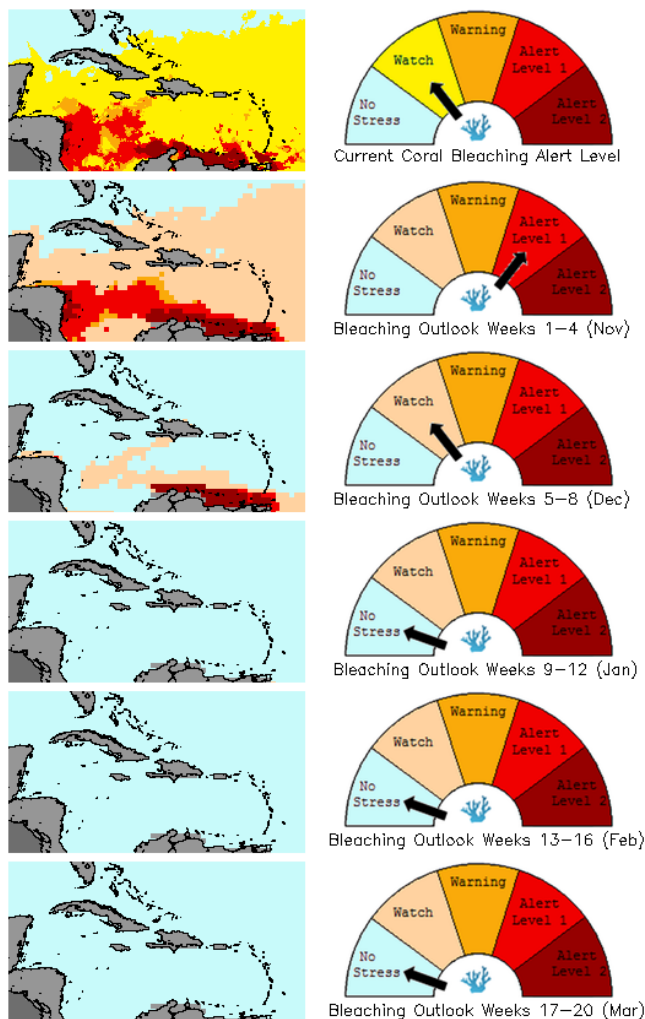 Warning
Watch
Alert
Level 1
No
Stress
Alert
Level 2
Current Coral Bleaching Alert Level
Warning
Watch
Alert
Level 1
No
Stress
Alert
Level 2
Bleaching Outlook Weeks 1-4 (Nov)
Warning
Watch
Alert
Level 1
No
Stress
Alert
Level 2
Bleaching Outlook Weeks 5-8 (Dec)
Warning
Watch
Alert
Level 1
No
Stress
Alert
Level 2
Bleaching Outlook Weeks 9-12 (Jan)
Warning
Watch
Alert
Level 1
No
Stress
Alert
Level 2
Bleaching Outlook Weeks 13-16 (Feb)
Warning
Watch
Alert
Level 1
No
Stress
Alert
Level 2
Bleaching Outlook Weeks 17-20 (Mar)